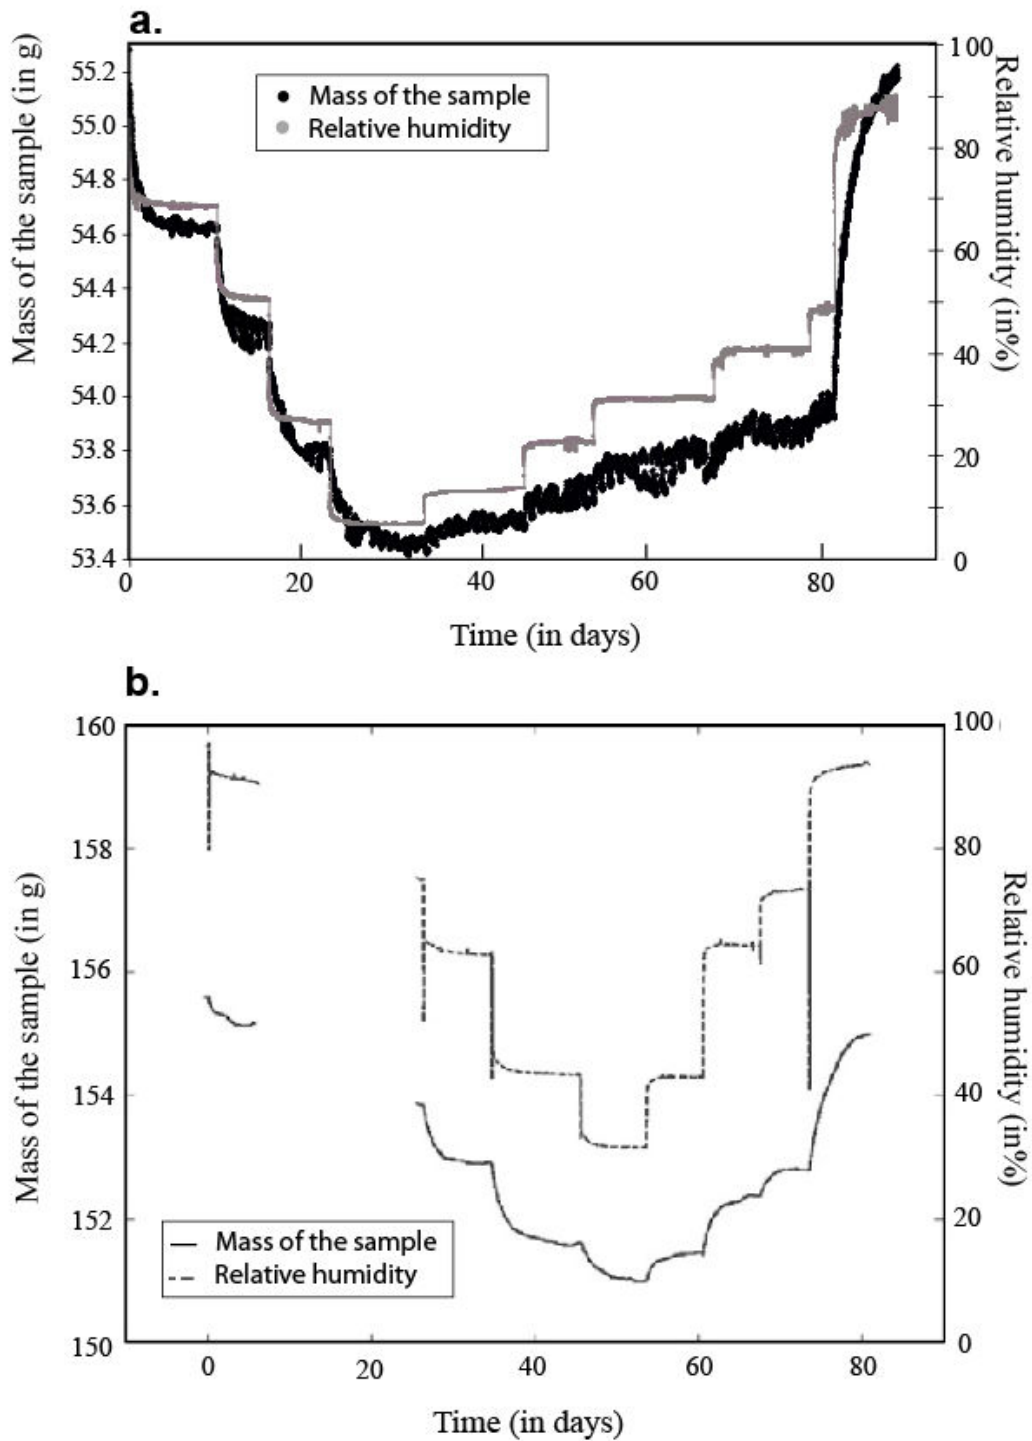 a.
Mass of the sample (in g)
55.2
55.0
54.8
54.6
54.4
54.2
54.0
53.8
53.6
53.4
Mass of the sample
Relative humidity
100
80
60
40
20
0
Relative humidity (in%)
0 20 40 60 80
Time (in days)
b.
Mass of the sample (in g)
160
158
156
154
152
150
Mass of the sample
Relative humidity
100
80
60
40
20
0
Relative humidity (in%)
0 20 40 60 80
Time (in days)